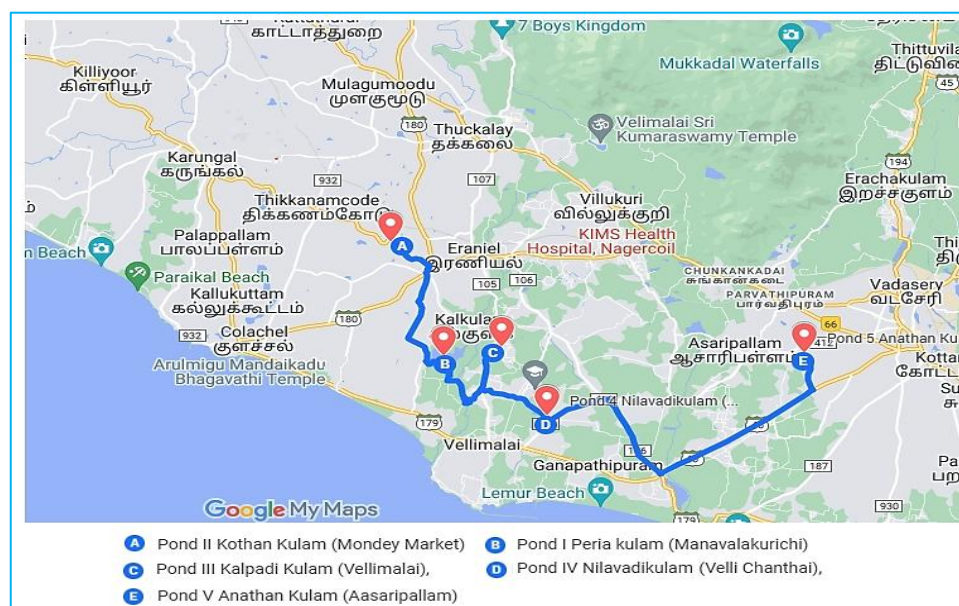 காட்டாத்துறை
7 Boys Kingdom
Mukkadal Waterfalls
Thittuvila
Killiyoor
கிள்ளியூர்
Mulagumoodu
முளகுமூடு
45
180
Thuckalay
தக்கலை
Velimalai Sri
Kumaraswamy Temple
Karungal
கருங்கல்
932
107
194
Erachakulam
இறச்சகுளம்
Thikkanamcode
திக்கணம்கோடு
Villukuri
வில்லுக்குறி
Palappallam
பாலப்பள்ளம்
A
Eraniel
இரணியல்
KIMS Health
Hospital, Nagercoil
Beach
Paraikal Beach
CHUNKANKADAI
சுங்கான்கடை
105
106
Kallukuttam
கல்லுக்கூட்டம்
PARVATHIPURAM
பார்வதிபுரம்
Vadasery
வடசேரி
932
180
Colachel
குளச்சல்
66
Asaripallam
ஆசாரிபள்ளம்
Pond 5 Anathan Ku
B
C
E
Arulmigu Mandaikadu
Bhagavathi Temple
Pond 4 Nilavadikulam (...
D
179
Vellimalai
Ganapathipuram
187
Lemur Beach
930
179
Google My Maps
A Pond II Kothan Kulam (Mondey Market)
B Pond I Peria kulam (Manavalakurichi)
C Pond III Kalpadi Kulam (Vellimalai),
D Pond IV Nilavadikulam (Velli Chanthai),
E Pond V Anathan Kulam (Aasaripallam)